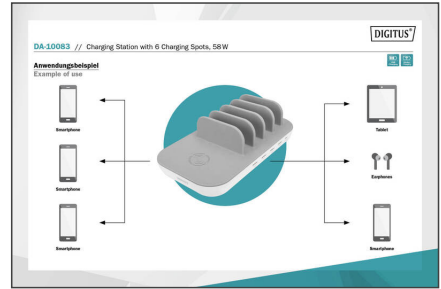 DIGITUS®
DA-10083 // Charging Station with 6 Charging Spots, 58 W
Anwendungsbeispiel
Example of use
Smartphone
Tablet
Smartphone
Earphones
Smartphone
Smartphone